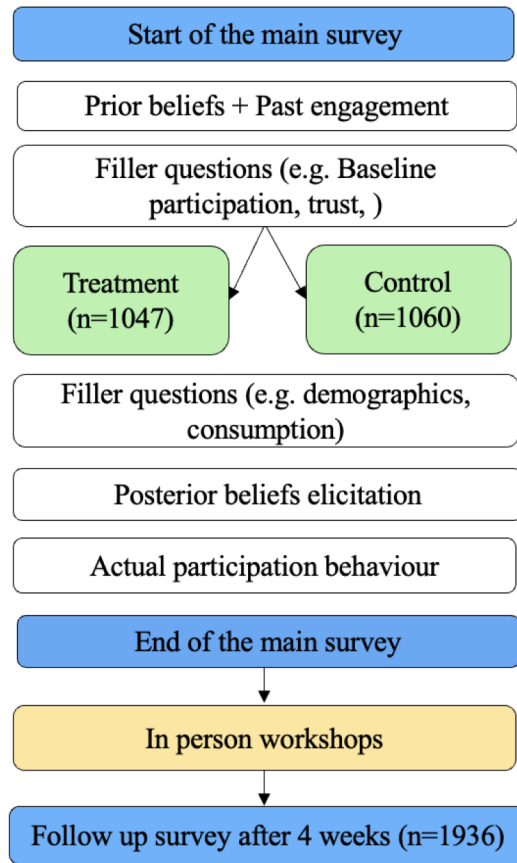 Start of the main survey
Prior beliefs + Past engagement
Filler questions (e.g. Baseline
participation, trust, )
Treatment
(n=1047)
Control
(n=1060)
Filler questions (e.g. demographics,
consumption)
Posterior beliefs elicitation
Actual participation behaviour
End of the main survey
In person workshops
Follow up survey after 4 weeks (n=1936)